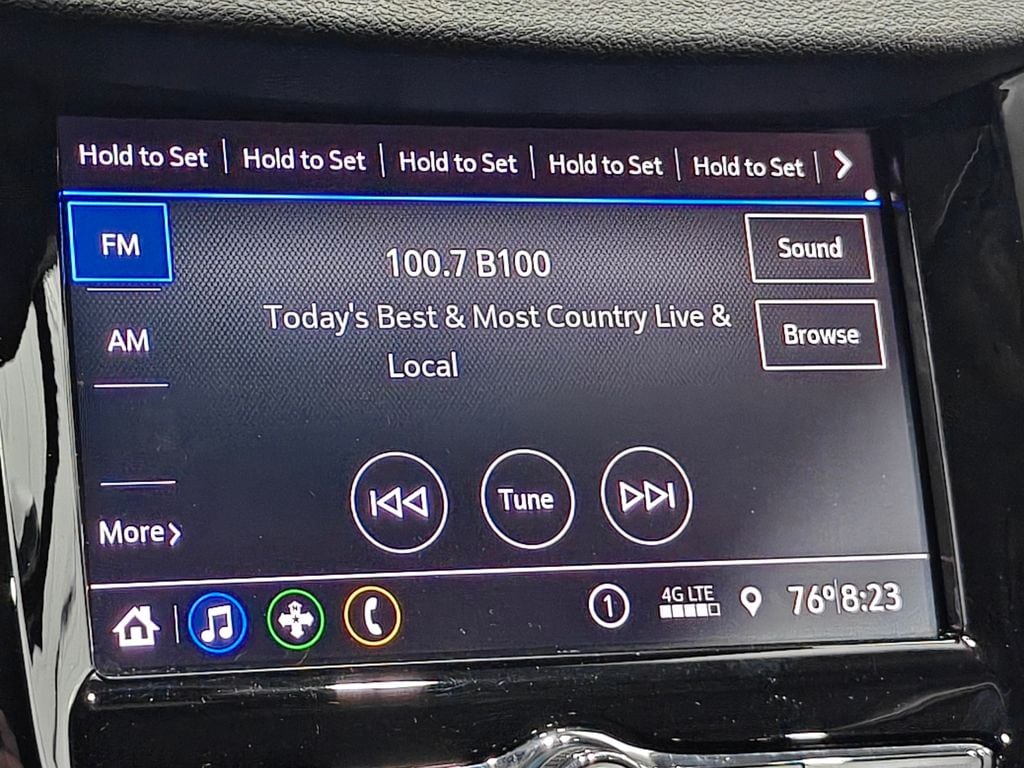 Hold to Set Hold to Set Hold to Set Hold to Set Hold to Set
FM
100.7 B100
Sound
Today's Best & Most Country Live &
Local
AM
Browse
More
Tune
1
4G LTE
76° 8:23